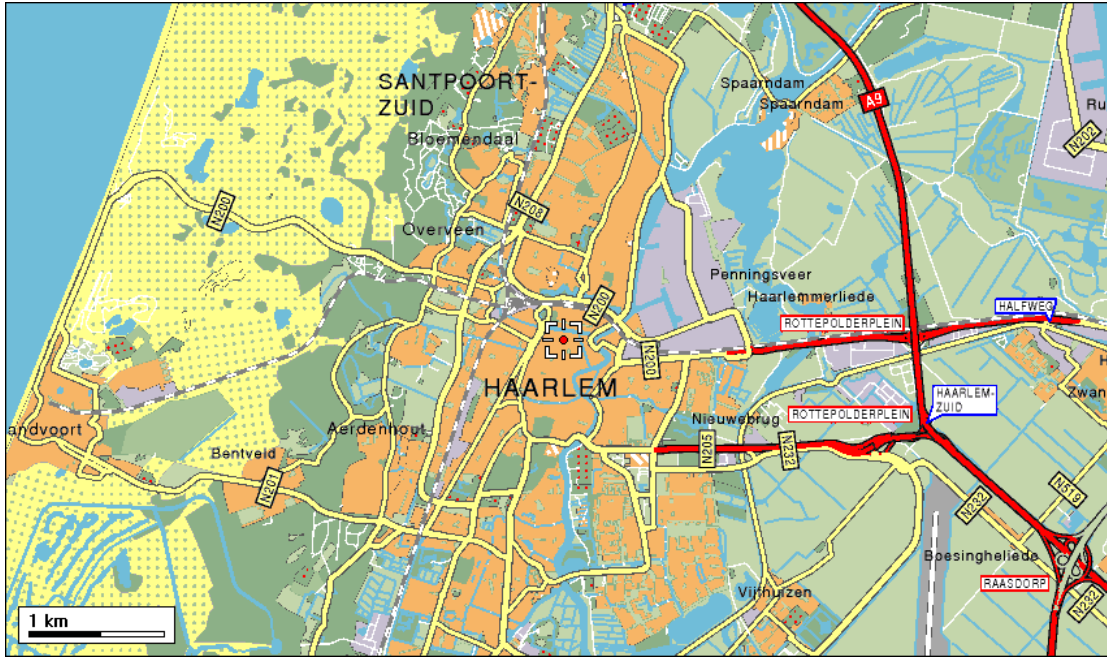 SANTPOORT-
ZUID
Bloemendaal
Spaarndam
Spaarndam
A9
N202
N200
N208
Overveen
Penningsveer
Haarlemmerliede
HALFWEG
N200
ROTTEPOLDERPLEIN
N200
HAARLEM
HAARLEM-
ZUID
ROTTEPOLDERPLEIN
Nieuwebrug
andvoort
Aerdenhout
Bentveld
N205
N232
N201
N232
N519
Boesingheliede
RAASDORP
Vijfhuizen
N232
1 km